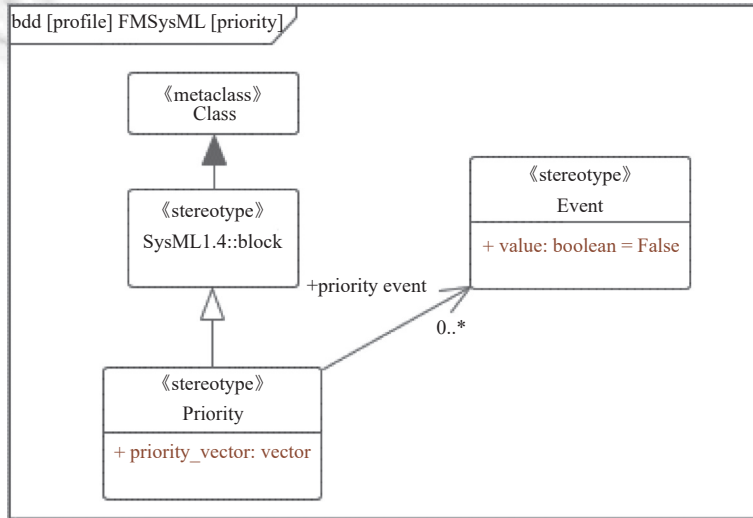 bdd [profile] FMSysML [priority]
《metaclass》
Class
《stereotype》
SysML1.4::block
《stereotype》
Event
+ value: boolean = False
+priority event
0..*
《stereotype》
Priority
+ priority_vector: vector